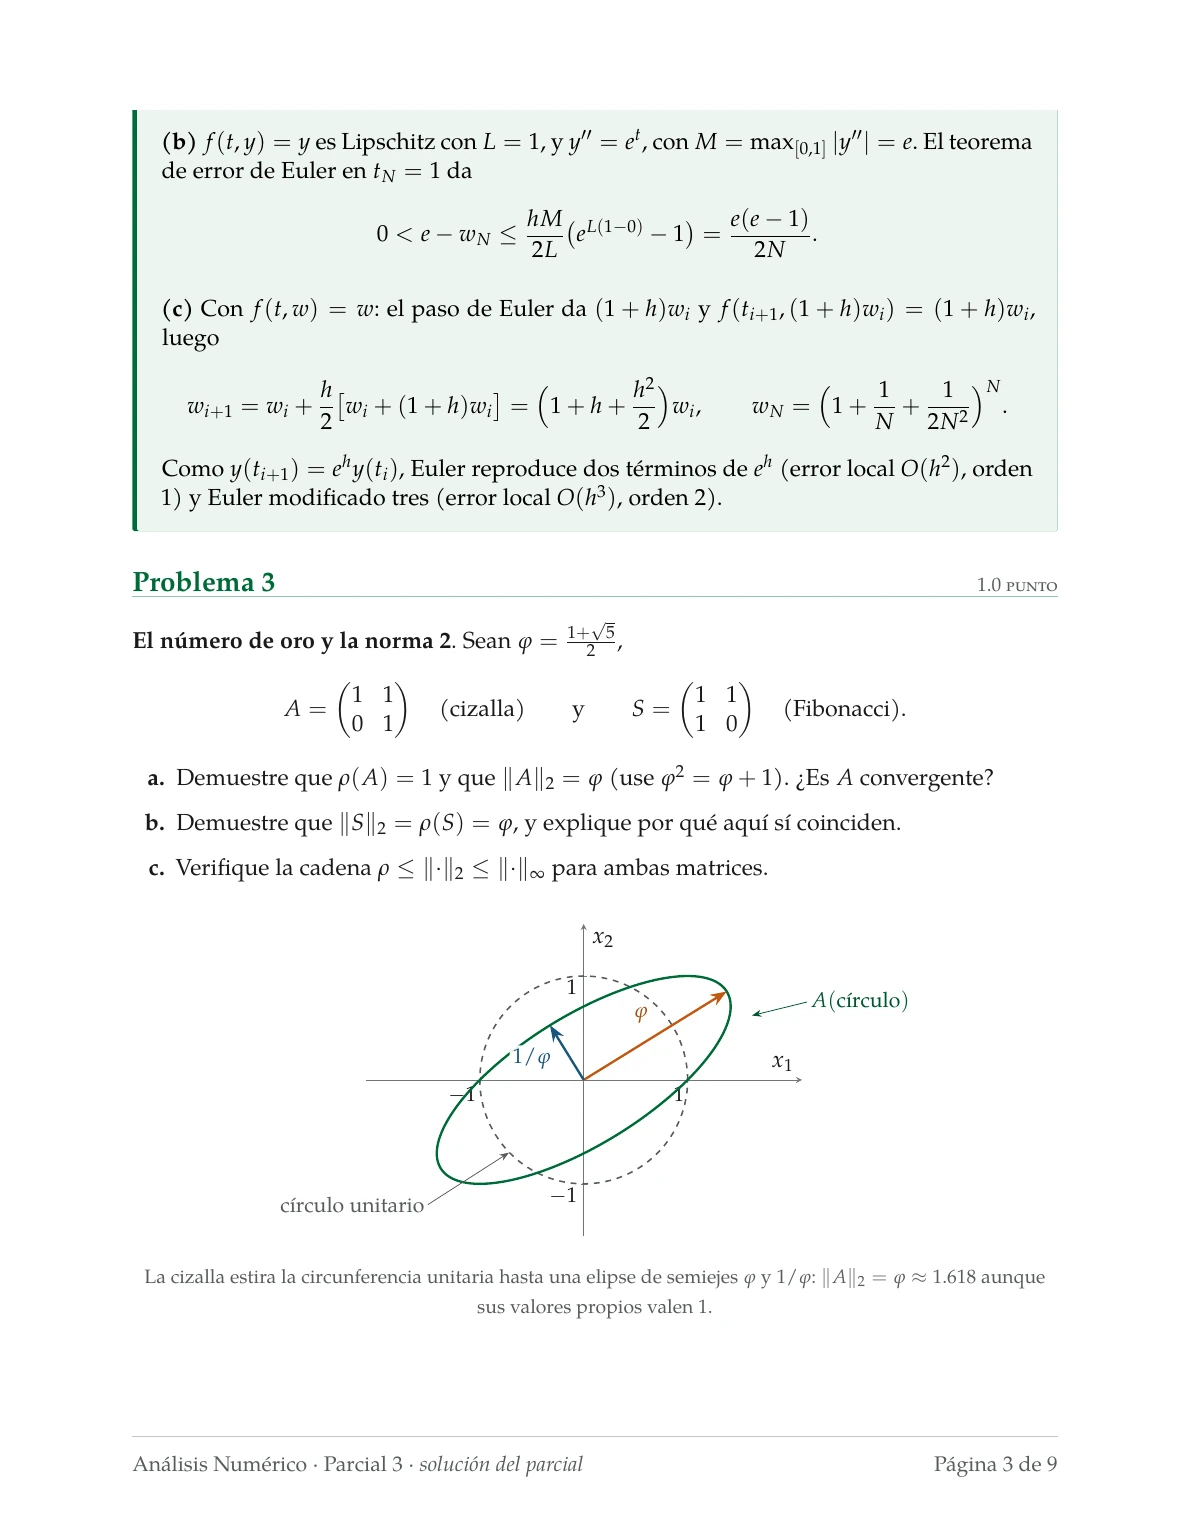 (b) f(t, y) = y es Lipschitz con L = 1, y y″ = e^t, con M = max_[0,1] |y″| = e. El teorema
de error de Euler en t_N = 1 da
0 < e − w_N ≤ hM/2L (e^{L(1−0)} − 1) = e(e − 1)/2N.
(c) Con f(t, w) = w: el paso de Euler da (1 + h)w_i y f(t_{i+1}, (1 + h)w_i) = (1 + h)w_i,
luego
w_{i+1} = w_i + h/2 [w_i + (1 + h)w_i] = (1 + h + h²/2) w_i, w_N = (1 + 1/N + 1/2N²)^N.
Como y(t_{i+1}) = e^h y(t_i), Euler reproduce dos términos de e^h (error local O(h²), orden
1) y Euler modificado tres (error local O(h³), orden 2).
Problema 3 1.0 PUNTO
El número de oro y la norma 2. Sean φ = (1+√5)/2,
A = (1 1; 0 1) (cizalla) y S = (1 1; 1 0) (Fibonacci).
a. Demuestre que ρ(A) = 1 y que ‖A‖₂ = φ (use φ² = φ + 1). ¿Es A convergente?
b. Demuestre que ‖S‖₂ = ρ(S) = φ, y explique por qué aquí sí coinciden.
c. Verifique la cadena ρ ≤ ‖·‖₂ ≤ ‖·‖∞ para ambas matrices.
x₂
1
A(círculo)
φ
1/φ
x₁
−1
1
−1
círculo unitario
La cizalla estira la circunferencia unitaria hasta una elipse de semiejes φ y 1/φ: ‖A‖₂ = φ ≈ 1.618 aunque
sus valores propios valen 1.
Análisis Numérico · Parcial 3 · solución del parcial Página 3 de 9